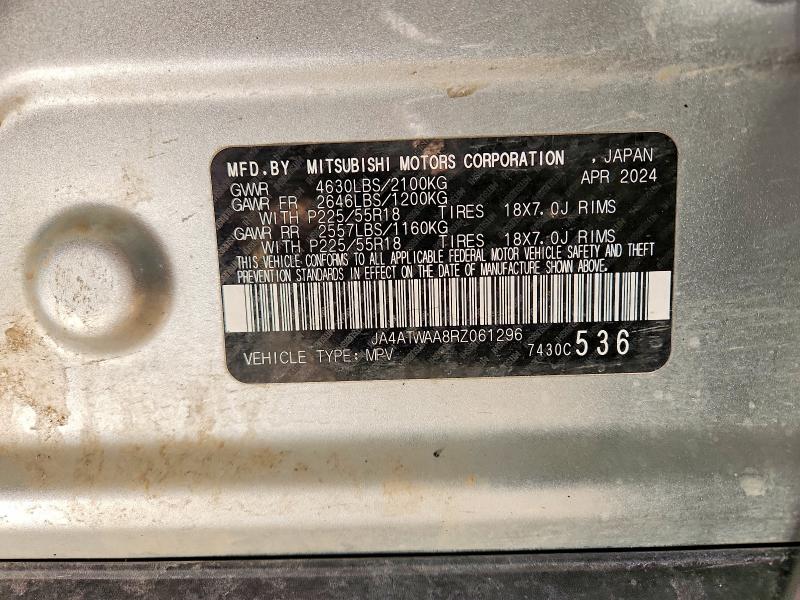 MFD.BY MITSUBISHI MOTORS CORPORATION , JAPAN
GVWR 4630LBS/2100KG APR 2024
GAWR FR 2646LBS/1200KG
WITH P225/55R18 TIRES 18X7.0J RIMS
GAWR RR 2557LBS/1160KG
WITH P225/55R18 TIRES 18X7.0J RIMS
THIS VEHICLE CONFORMS TO ALL APPLICABLE FEDERAL MOTOR VEHICLE SAFETY AND THEFT
PREVENTION STANDARDS IN EFFECT ON THE DATE OF MANUFACTURE SHOWN ABOVE.
JA4ATWAA8RZ061296
VEHICLE TYPE: MPV 7430C 536